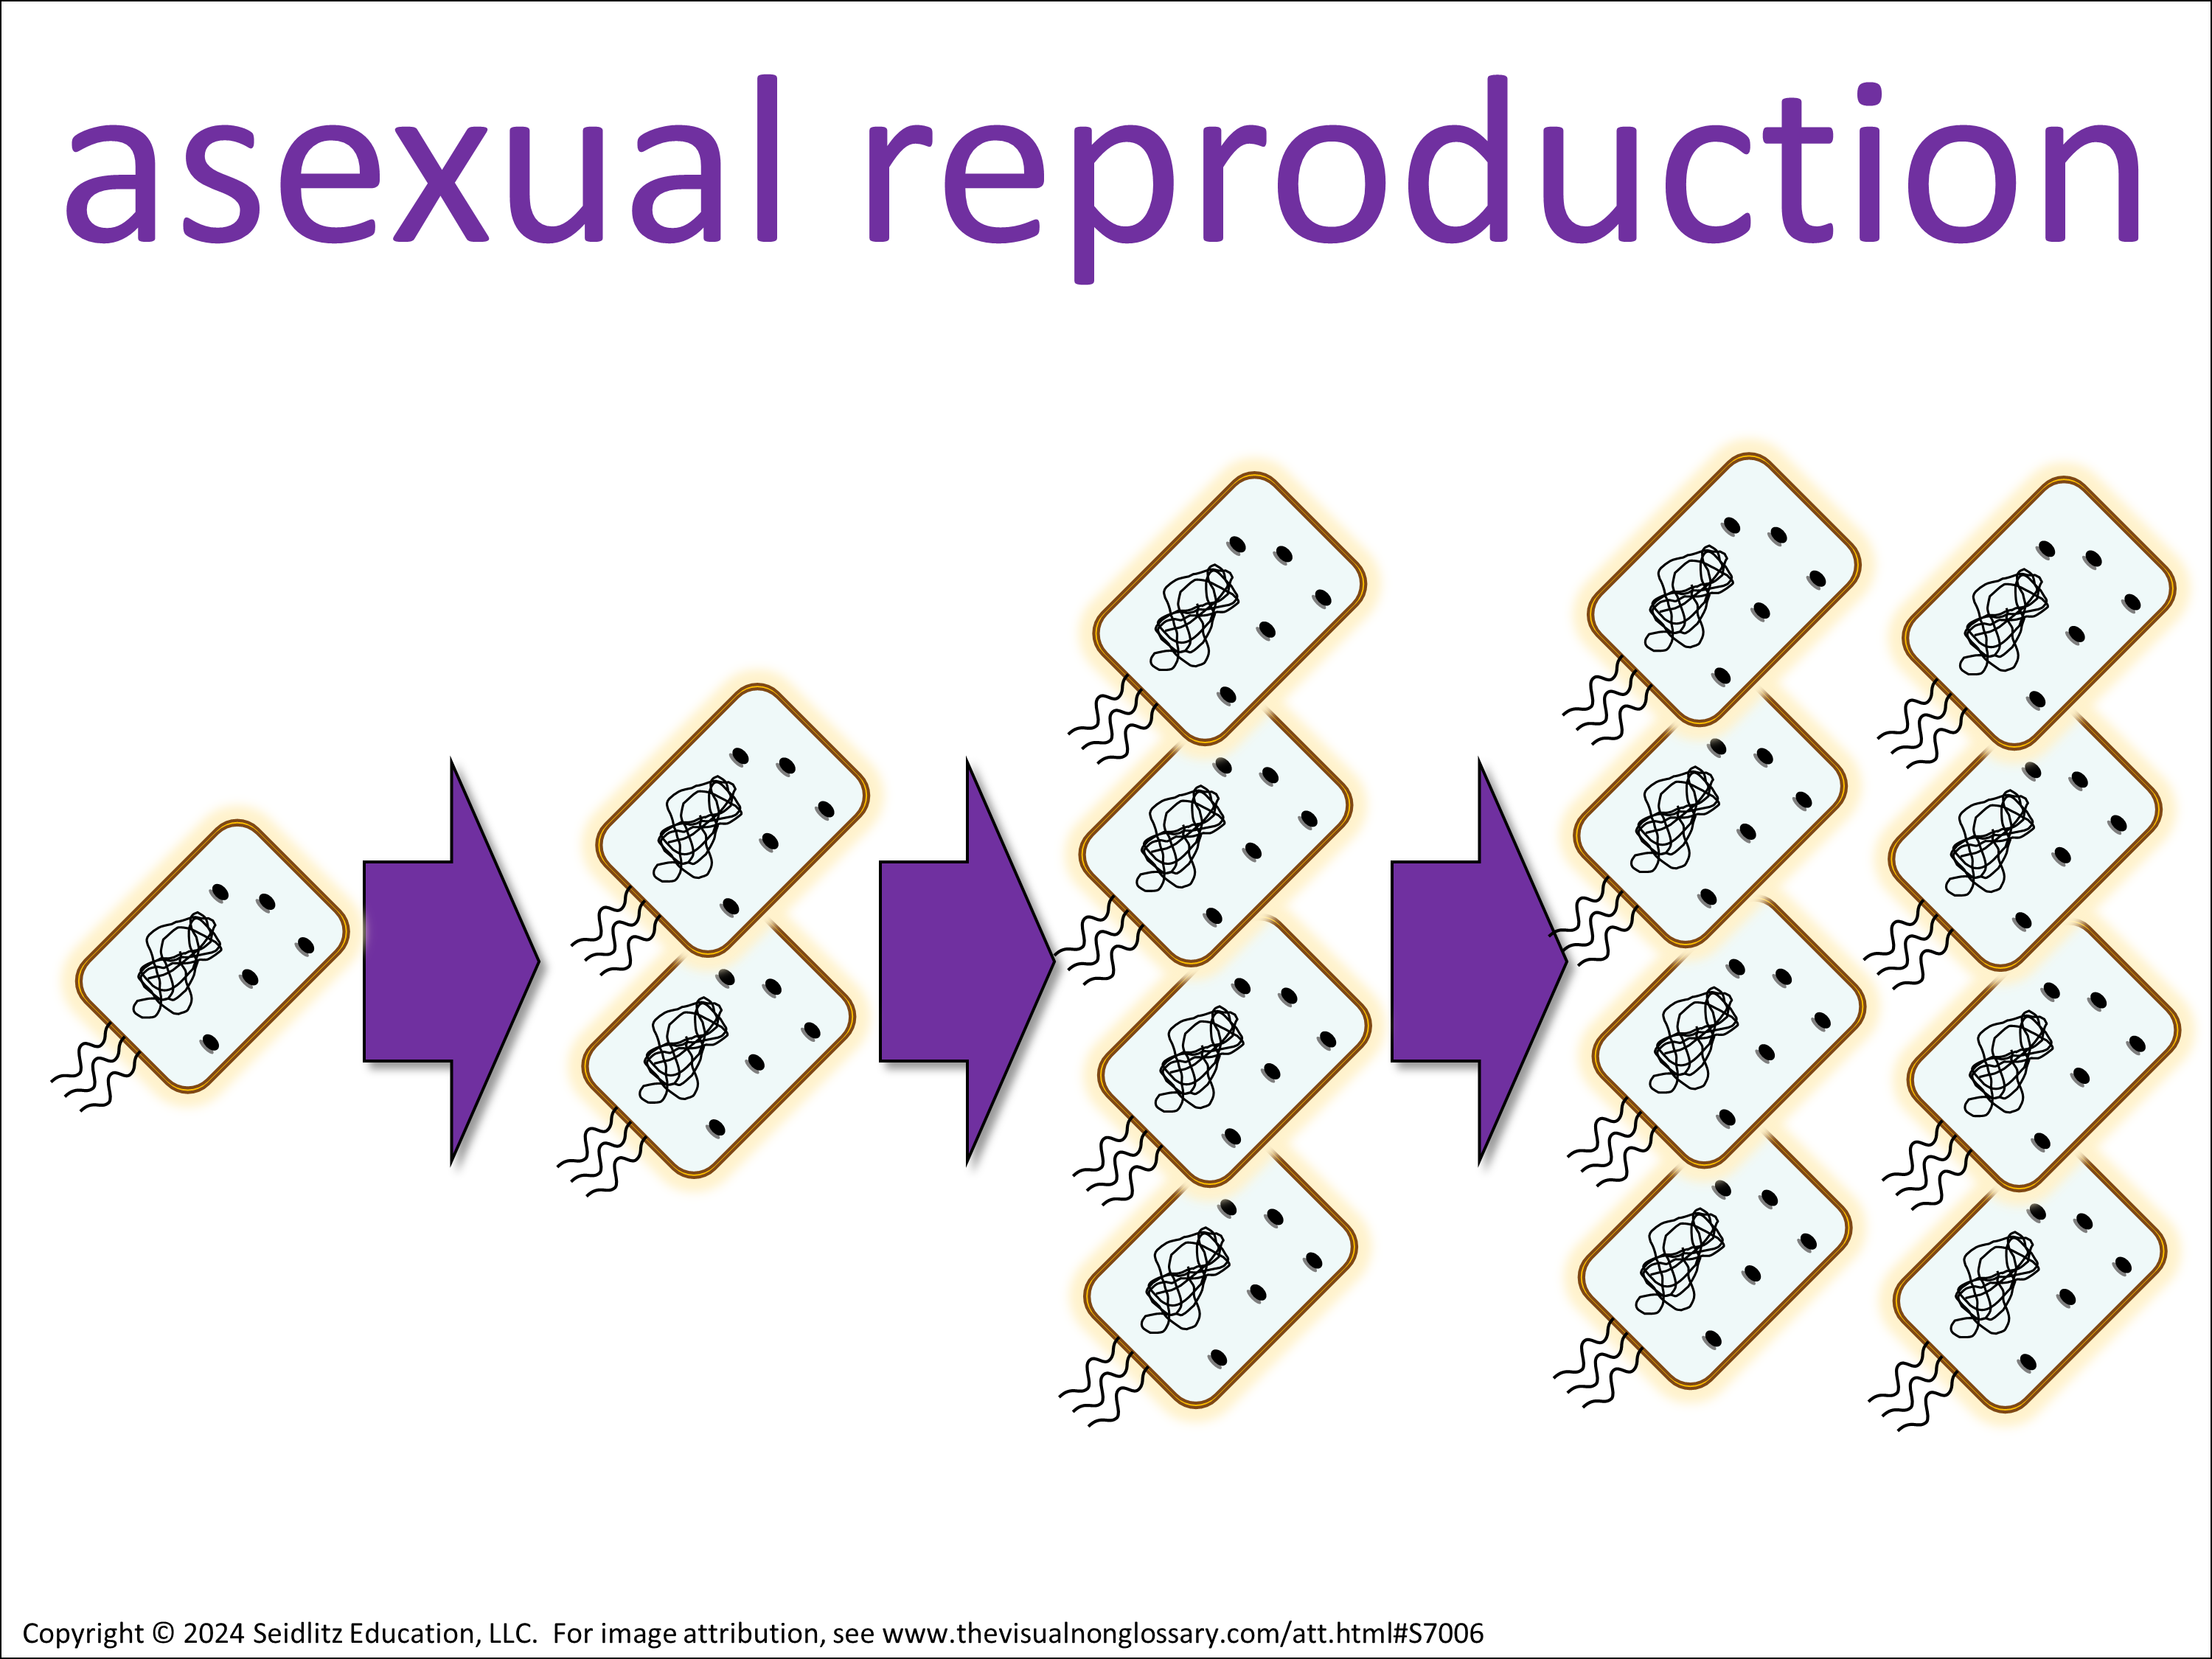 asexual reproduction
Copyright © 2024 Seidlitz Education, LLC.  For image attribution, see www.thevisualnonglossary.com/att.html#S7006